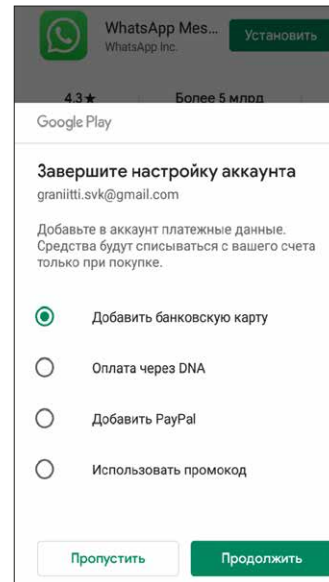 WhatsApp Mes...
WhatsApp Inc.
Установить
4.3★ Более 5 млрд
Google Play
Завершите настройку аккаунта
graniitti.svk@gmail.com
Добавьте в аккаунт платежные данные.
Средства будут списываться с вашего счета
только при покупке.
Добавить банковскую карту
Оплата через DNA
Добавить PayPal
Использовать промокод
Пропустить
Продолжить